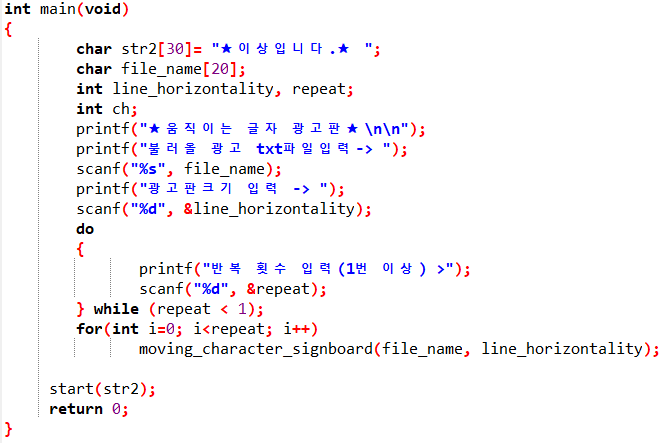 int main(void)
{
char str2[30]= "★이상입니다.★ ";
char file_name[20];
int line_horizontality, repeat;
int ch;
printf("★움직이는 글자 광고판★\n\n");
printf("불러올 광고 txt파일입력-> ");
scanf("%s", file_name);
printf("광고판크기 입력 -> ");
scanf("%d", &line_horizontality);
do
{
printf("반복 횟수 입력(1번 이상) >");
scanf("%d", &repeat);
} while (repeat < 1);
for(int i=0; i<repeat; i++)
moving_character_signboard(file_name, line_horizontality);
start(str2);
return 0;
}